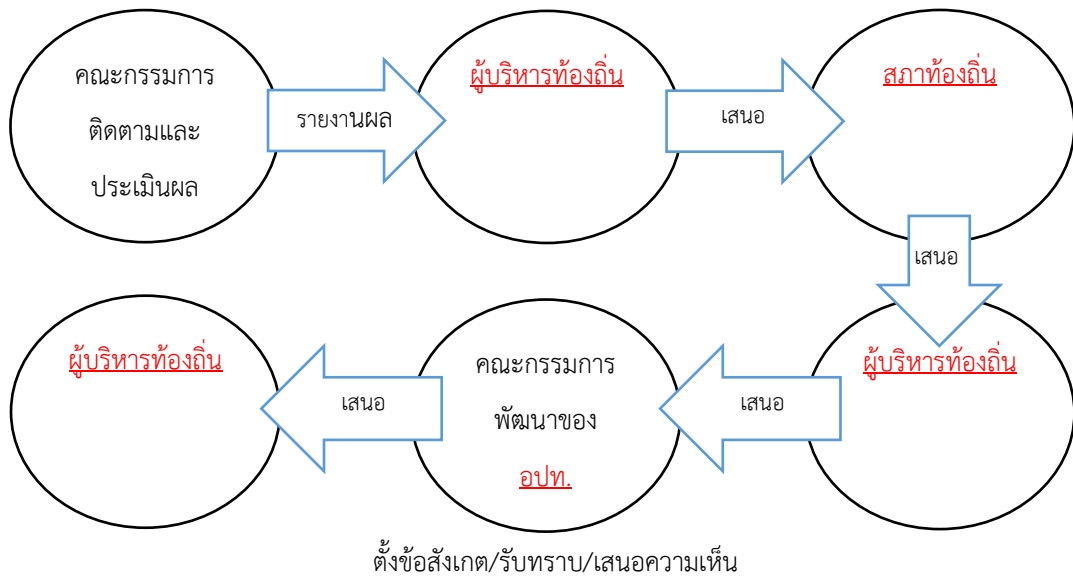 คณะกรรมการ
ติดตามและ
ประเมินผล
รายงานผล
ผู้บริหารท้องถิ่น
เสนอ
สภาท้องถิ่น
เสนอ
ผู้บริหารท้องถิ่น
เสนอ
คณะกรรมการ
พัฒนาของ
อปท.
เสนอ
ผู้บริหารท้องถิ่น
ตั้งข้อสังเกต/รับทราบ/เสนอความเห็น